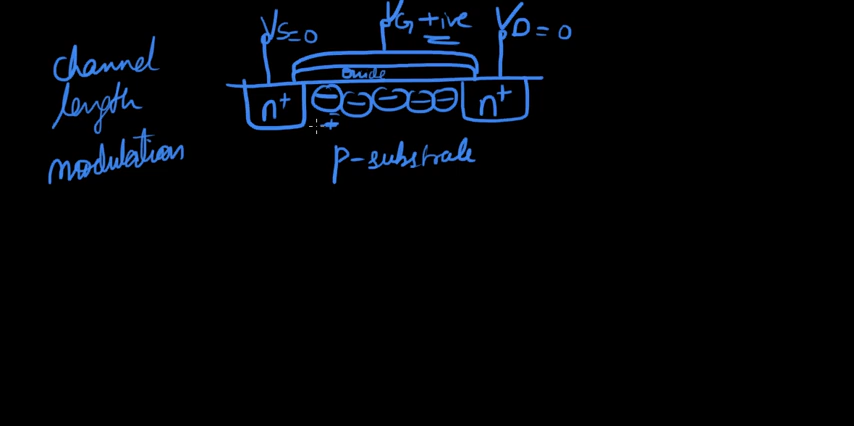 VS=0
VG +ive
VD=0
channel
length
modulation
oxide
n+
n+
p-substrate